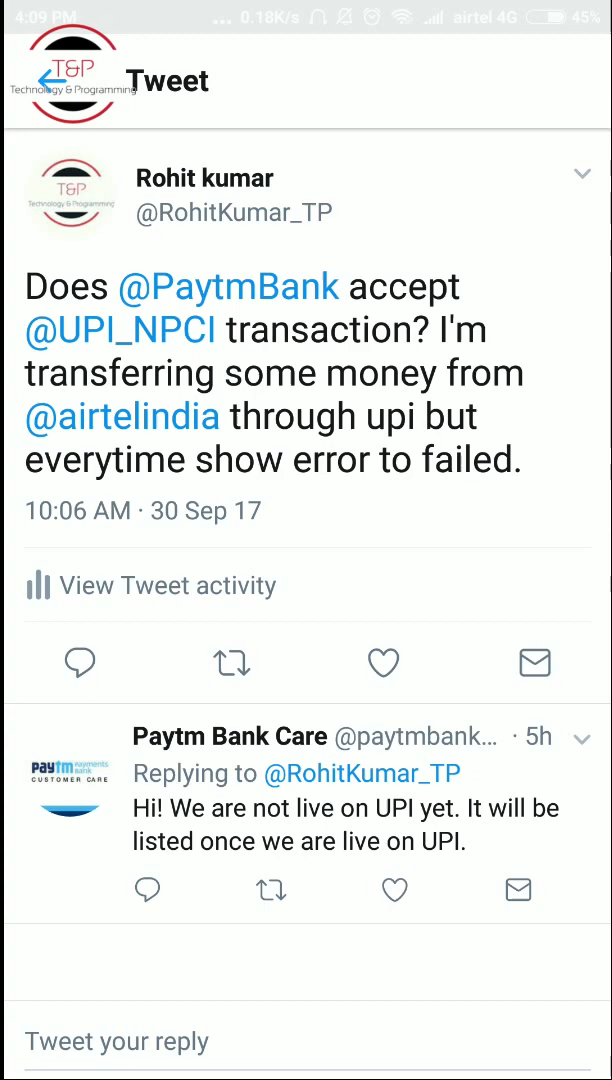 4:09 PM ... 0.18K/s airtel 4G 45%
T&P
Technology & Programming
Tweet
T&P
Technology & Programming
Rohit kumar
@RohitKumar_TP
Does @PaytmBank accept
@UPI_NPCI transaction? I'm
transferring some money from
@airtelindia through upi but
everytime show error to failed.
10:06 AM · 30 Sep 17
View Tweet activity
Paytm Bank Care @paytmbank... · 5h
paytm payments bank
CUSTOMER CARE
Replying to @RohitKumar_TP
Hi! We are not live on UPI yet. It will be
listed once we are live on UPI.
Tweet your reply